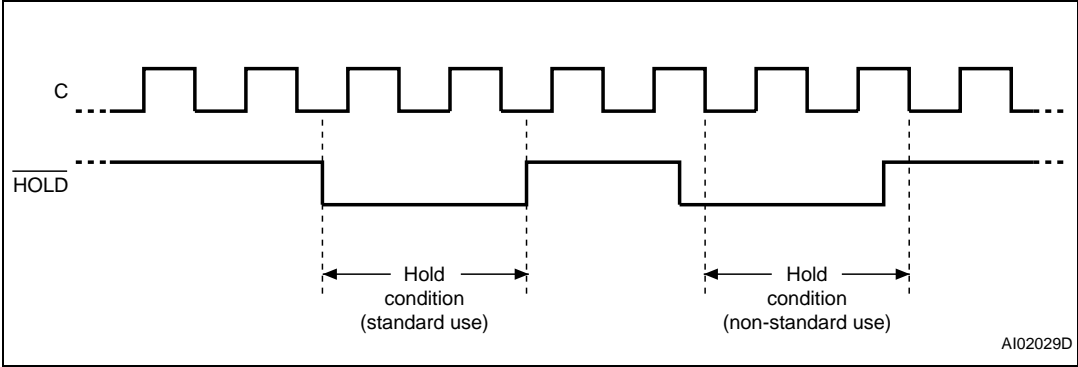 C
HOLD
Hold
condition
(standard use)
Hold
condition
(non-standard use)
AI02029D